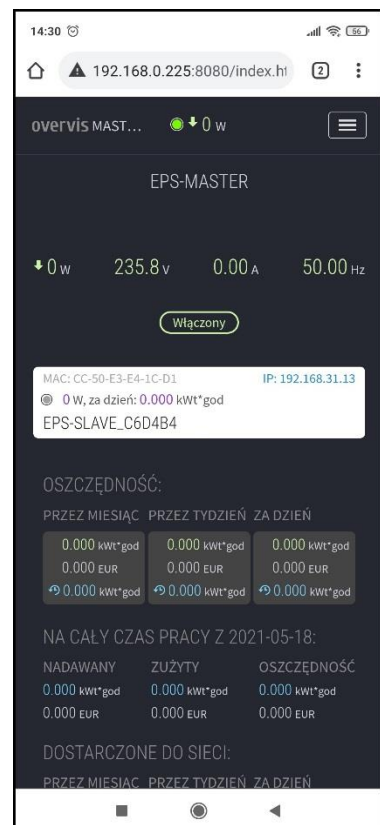 14:30 56
192.168.0.225:8080/index.ht 2
overvis MAST... 0 W
EPS-MASTER
0 W 235.8 V 0.00 A 50.00 Hz
Włączony
MAC: CC-50-E3-E4-1C-D1 IP: 192.168.31.13
0 W, za dzień: 0.000 kWt*god
EPS-SLAVE_C6D4B4
OSZCZĘDNOŚĆ:
PRZEZ MIESIĄC PRZEZ TYDZIEŃ ZA DZIEŃ
0.000 kWt*god 0.000 kWt*god 0.000 kWt*god
0.000 EUR 0.000 EUR 0.000 EUR
0.000 kWt*god 0.000 kWt*god 0.000 kWt*god
NA CAŁY CZAS PRACY Z 2021-05-18:
NADAWANY ZUŻYTY OSZCZĘDNOŚĆ
0.000 kWt*god 0.000 kWt*god 0.000 kWt*god
0.000 EUR 0.000 EUR 0.000 EUR
DOSTARCZONE DO SIECI:
PRZEZ MIESIĄC PRZEZ TYDZIEŃ ZA DZIEŃ